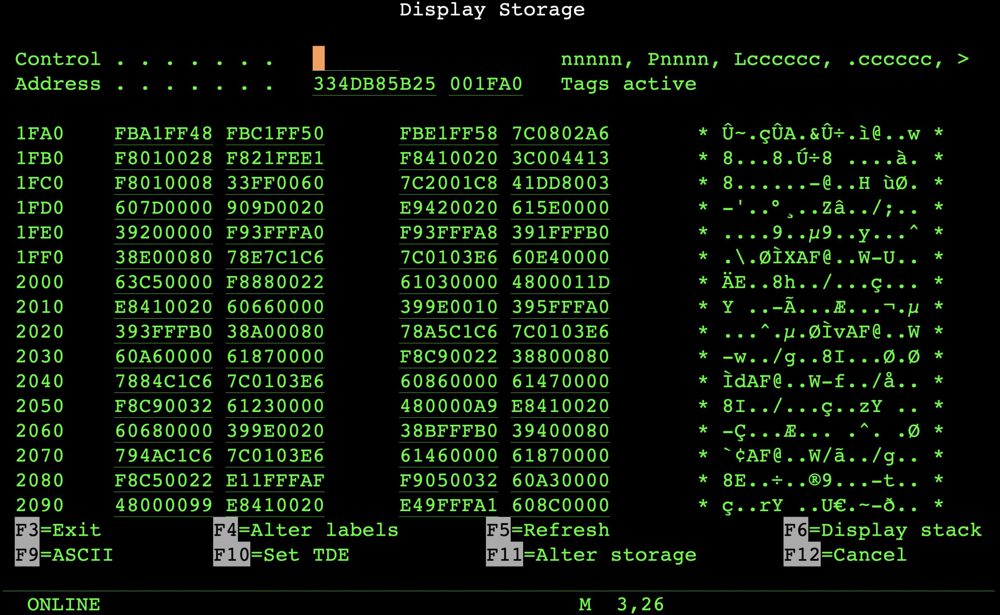 Display Storage
Control . . . . . . . nnnnn, Pnnnn, Lcccccc, .cccccc, >
Address . . . . . . . 334DB85B25 001FA0 Tags active
1FA0 FBA1FF48 FBC1FF50 FBE1FF58 7C0802A6 * Û~.çÛA.&Û÷.ì@..w *
1FB0 F8010028 F821FEE1 F8410020 3C004413 * 8...8.Ú÷8 ....à. *
1FC0 F8010008 33FF0060 7C2001C8 41DD8003 * 8......-@..H ùØ. *
1FD0 607D0000 909D0020 E9420020 615E0000 * -'..°¸..Zâ../;.. *
1FE0 39200000 F93FFFA0 F93FFFA8 391FFFB0 * ....9..µ9..y...^ *
1FF0 38E00080 78E7C1C6 7C0103E6 60E40000 * .\.ØÌXAF@..W-U.. *
2000 63C50000 F8880022 61030000 4800011D * ÄE..8h../...ç... *
2010 E8410020 60660000 399E0010 395FFFA0 * Y ..-Ã...Æ...¬.µ *
2020 393FFFB0 38A00080 78A5C1C6 7C0103E6 * ...^.µ.ØÌvAF@..W *
2030 60A60000 61870000 F8C90022 38800080 * -w../g..8I...Ø.Ø *
2040 7884C1C6 7C0103E6 60860000 61470000 * ÌdAF@..W-f../å.. *
2050 F8C90032 61230000 480000A9 E8410020 * 8I../...ç..zY .. *
2060 60680000 399E0020 38BFFFB0 39400080 * -Ç...Æ... .^. .Ø *
2070 794AC1C6 7C0103E6 61460000 61870000 * `¢AF@..W/ã../g.. *
2080 F8C50022 E11FFFAF F9050032 60A30000 * 8E..÷..®9...-t.. *
2090 48000099 E8410020 E49FFFA1 608C0000 * ç..rY ..U€.~-ð.. *
F3=Exit F4=Alter labels F5=Refresh F6=Display stack
F9=ASCII F10=Set TDE F11=Alter storage F12=Cancel
ONLINE M 3,26